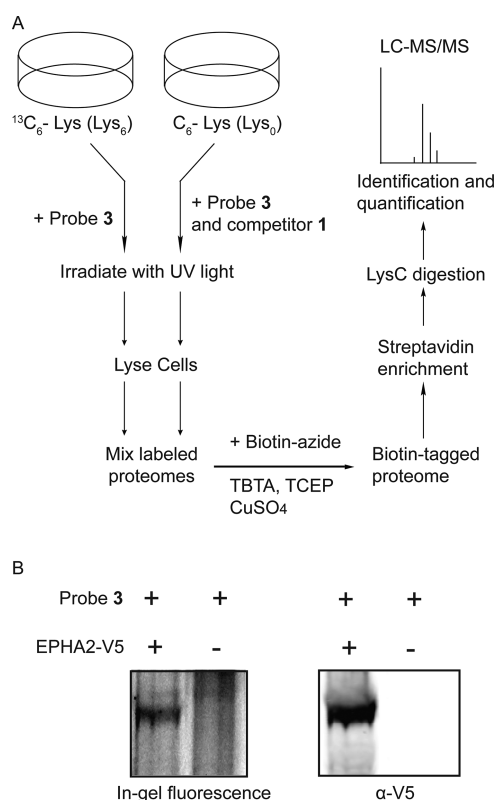 A
¹³C₆- Lys (Lys₆)
C₆- Lys (Lys₀)
+ Probe 3
+ Probe 3
and competitor 1
Irradiate with UV light
Lyse Cells
Mix labeled
proteomes
+ Biotin-azide
TBTA, TCEP
CuSO₄
Biotin-tagged
proteome
Streptavidin
enrichment
LysC digestion
Identification and
quantification
LC-MS/MS
B
Probe 3 + + + +
EPHA2-V5 + - + -
In-gel fluorescence
α-V5